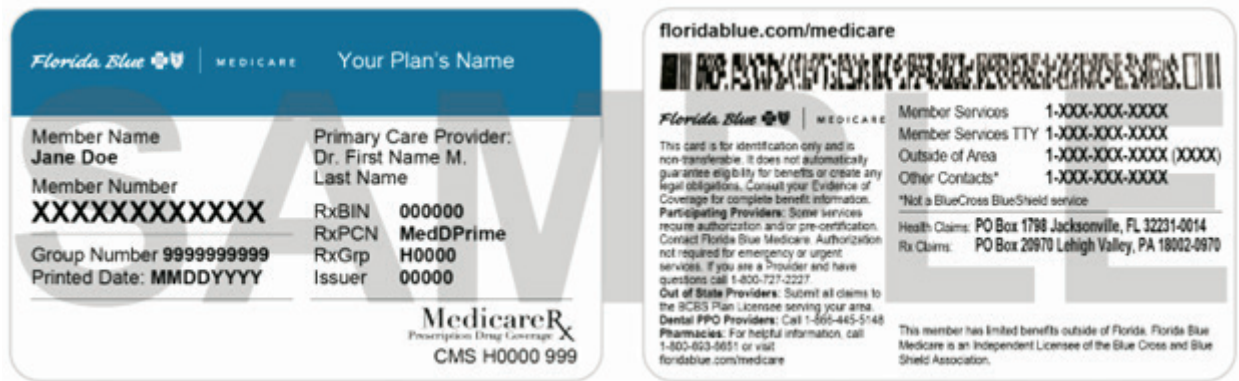 Florida Blue MEDICARE Your Plan's Name
Member Name
Jane Doe
Member Number
XXXXXXXXXXXX
Group Number 9999999999
Printed Date: MMDDYYYY
Primary Care Provider:
Dr. First Name M.
Last Name
RxBIN 000000
RxPCN MedDPrime
RxGrp H0000
Issuer 00000
MedicareRx
Prescription Drug Coverage
CMS H0000 999
floridablue.com/medicare
Florida Blue MEDICARE
This card is for identification only and is
non-transferable. It does not automatically
guarantee eligibility for benefits or create any
legal obligations. Consult your Evidence of
Coverage for complete benefit information.
Participating Providers: Some services
require authorization and/or pre-certification.
Contact Florida Blue Medicare. Authorization
not required for emergency or urgent
services. If you are a Provider and have
questions call 1-800-727-2227
Out of State Providers: Submit all claims to
the BCBS Plan Licensee serving your area.
Dental PPO Providers: Call 1-866-445-5148
Pharmacies: For helpful information, call
1-800-693-6651 or visit
floridablue.com/medicare
Member Services 1-XXX-XXX-XXXX
Member Services TTY 1-XXX-XXX-XXXX
Outside of Area 1-XXX-XXX-XXXX (XXXX)
Other Contacts* 1-XXX-XXX-XXXX
*Not a BlueCross BlueShield service
Health Claims: PO Box 1798 Jacksonville, FL 32231-0014
Rx Claims: PO Box 20970 Lehigh Valley, PA 18002-0970
This member has limited benefits outside of Florida. Florida Blue
Medicare is an Independent Licensee of the Blue Cross and Blue
Shield Association.
SAMPLE